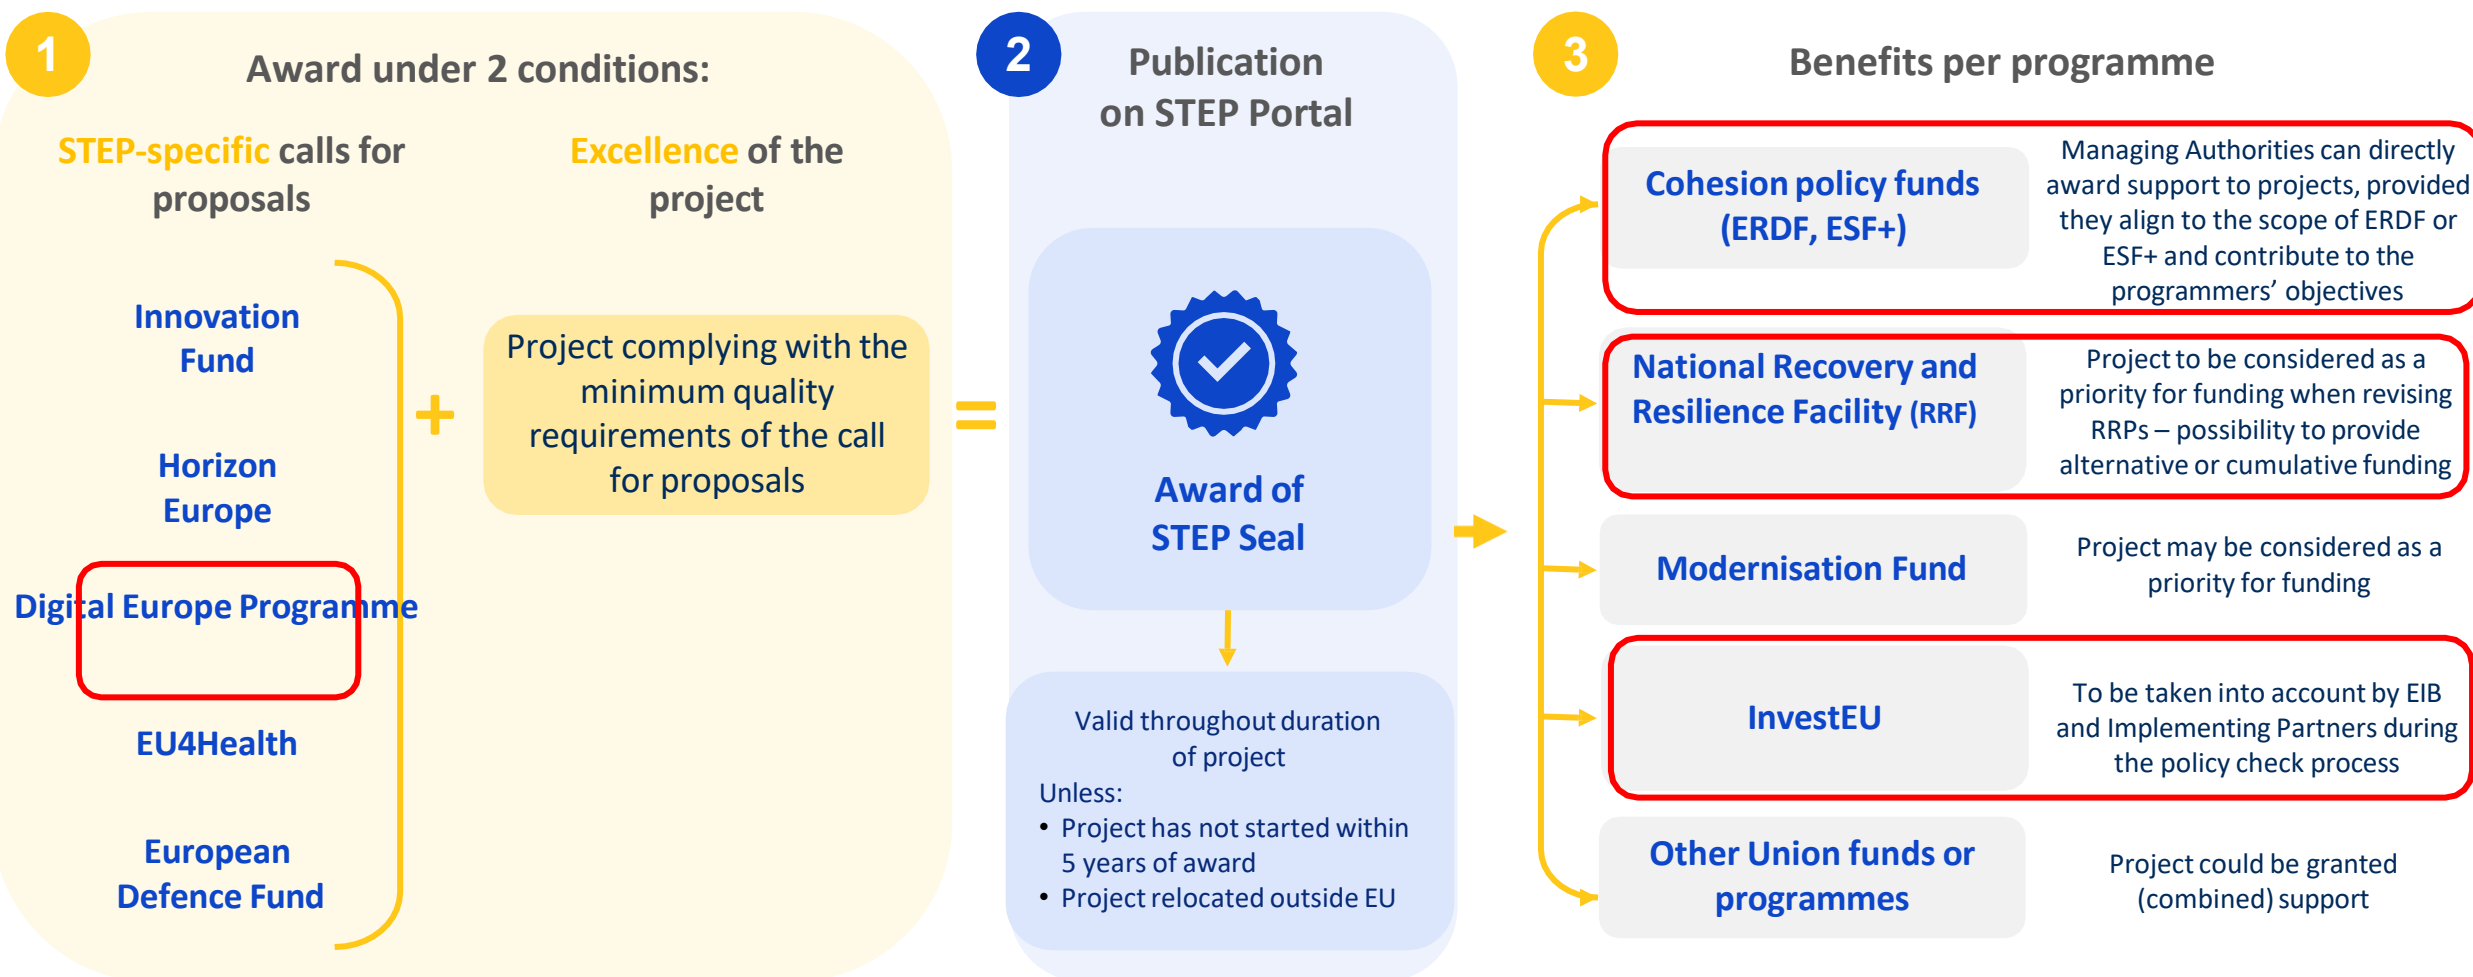 1
Award under 2 conditions:
STEP-specific calls for
proposals
Excellence of the
project
Innovation
Fund
Horizon
Europe
Digital Europe Programme
EU4Health
European
Defence Fund
+
Project complying with the
minimum quality
requirements of the call
for proposals
=
2
Publication
on STEP Portal
Award of
STEP Seal
Valid throughout duration
of project
Unless:
• Project has not started within
5 years of award
• Project relocated outside EU
3
Benefits per programme
Cohesion policy funds
(ERDF, ESF+)
Managing Authorities can directly
award support to projects, provided
they align to the scope of ERDF or
ESF+ and contribute to the
programmers’ objectives
National Recovery and
Resilience Facility (RRF)
Project to be considered as a
priority for funding when revising
RRPs – possibility to provide
alternative or cumulative funding
Modernisation Fund
Project may be considered as a
priority for funding
InvestEU
To be taken into account by EIB
and Implementing Partners during
the policy check process
Other Union funds or
programmes
Project could be granted
(combined) support